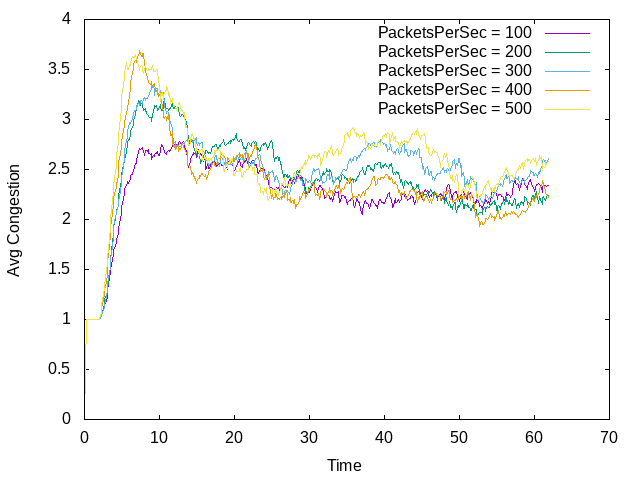 4
3.5
3
2.5
2
1.5
1
0.5
0
0 10 20 30 40 50 60 70
Avg Congestion
Time
PacketsPerSec = 100
PacketsPerSec = 200
PacketsPerSec = 300
PacketsPerSec = 400
PacketsPerSec = 500